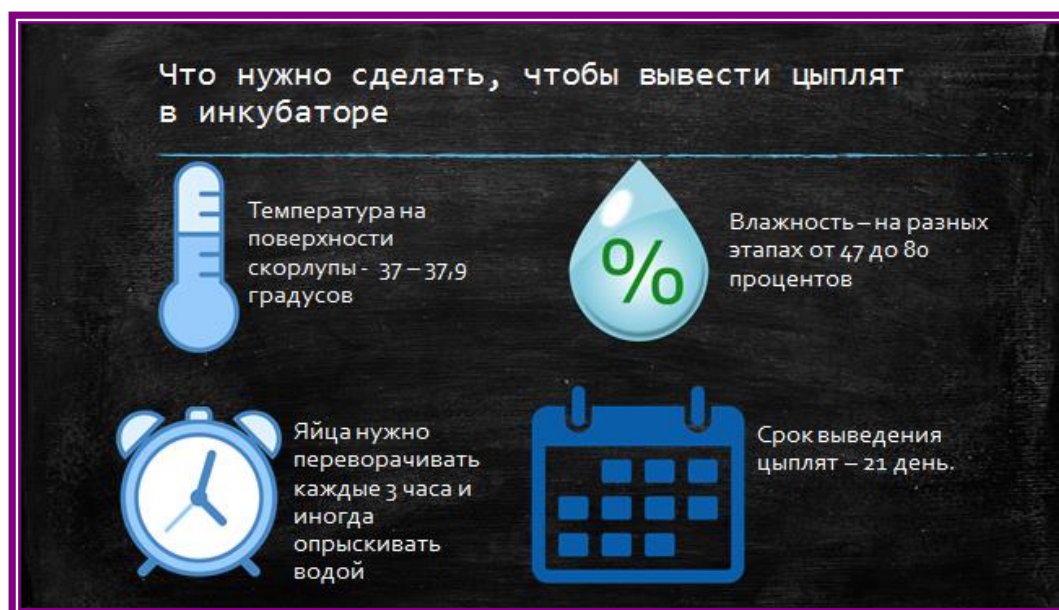 Что нужно сделать, чтобы вывести цыплят
в инкубаторе
Температура на
поверхности
скорлупы - 37 – 37,9
градусов
%
Влажность – на разных
этапах от 47 до 80
процентов
Яйца нужно
переворачивать
каждые 3 часа и
иногда
опрыскивать
водой
Срок выведения
цыплят – 21 день.